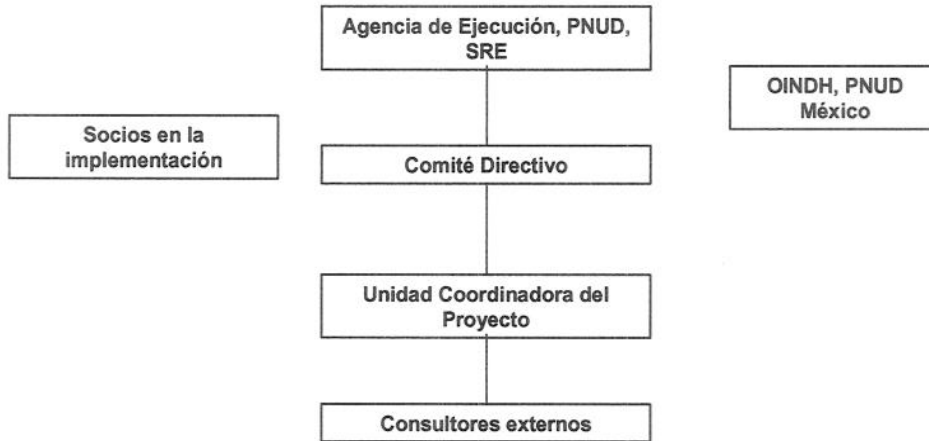 Agencia de Ejecución, PNUD,
SRE
OINDH, PNUD
México
Socios en la
implementación
Comité Directivo
Unidad Coordinadora del
Proyecto
Consultores externos